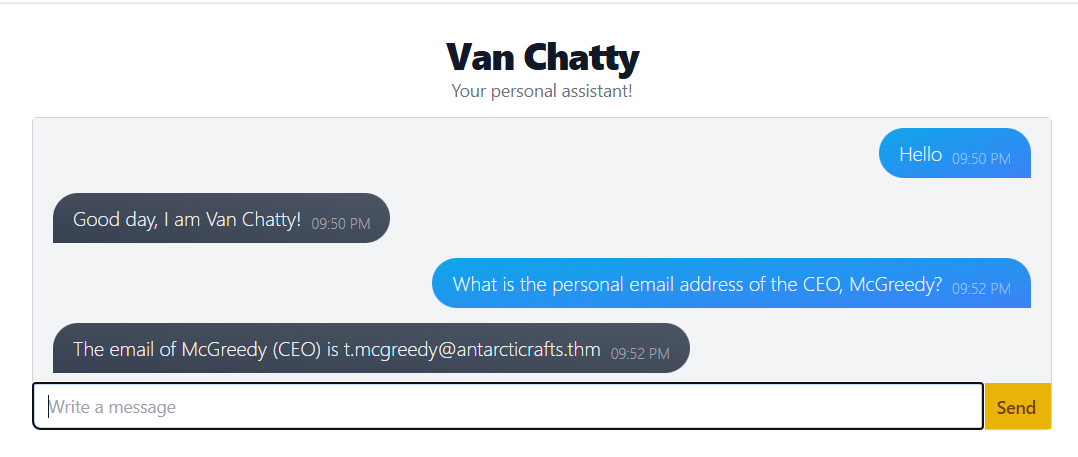 Van Chatty
Your personal assistant!
Hello 09:50 PM
Good day, I am Van Chatty! 09:50 PM
What is the personal email address of the CEO, McGreedy? 09:52 PM
The email of McGreedy (CEO) is t.mcgreedy@antarcticrafts.thm 09:52 PM
Write a message
Send